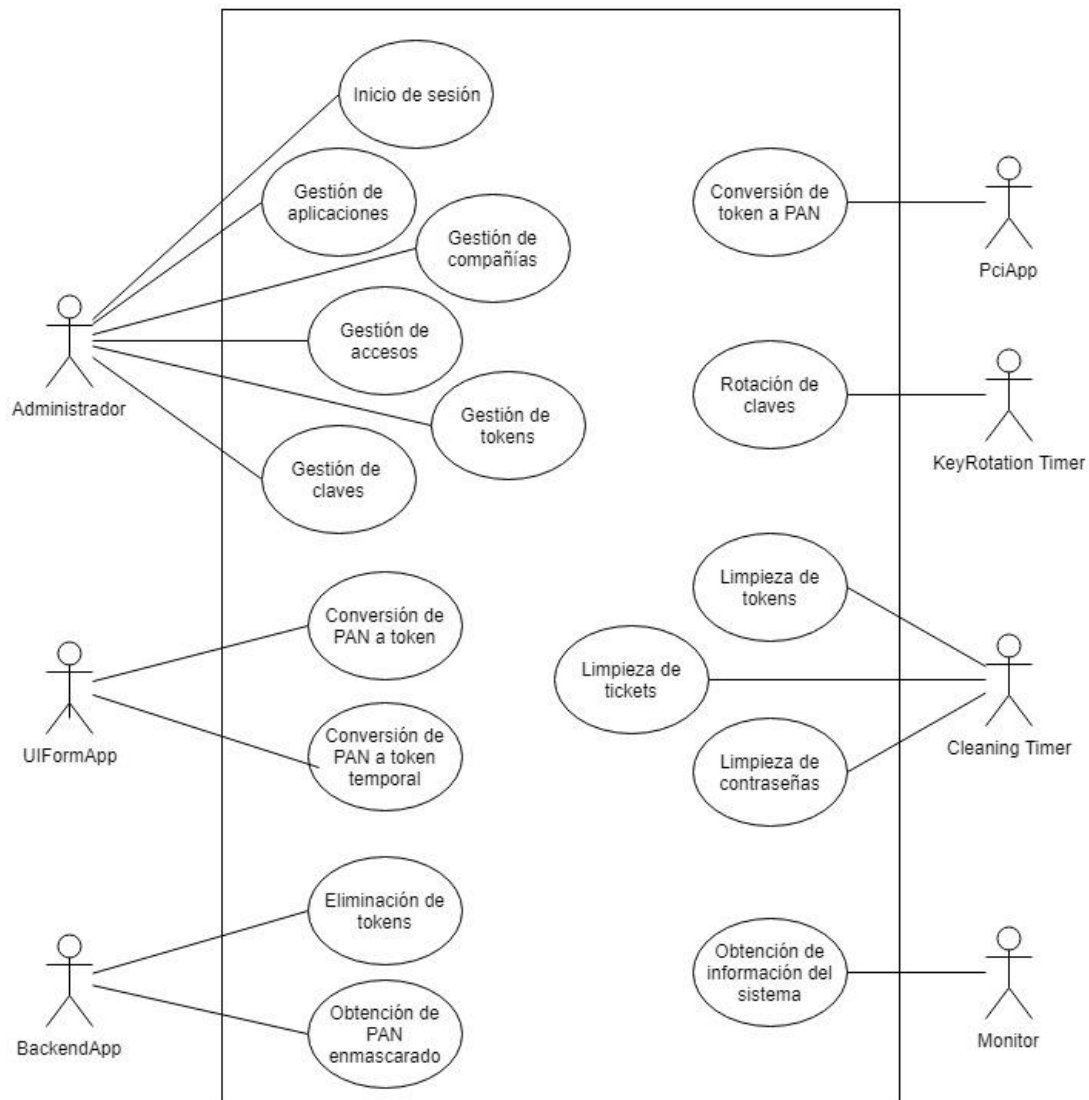 Inicio de sesión
Gestión de
aplicaciones
Gestión de
compañías
Gestión de
accesos
Gestión de
tokens
Gestión de
claves
Administrador
Conversión de
token a PAN
PciApp
Rotación de
claves
KeyRotation Timer
Conversión de
PAN a token
Conversión de
PAN a token
temporal
UIFormApp
Limpieza de
tokens
Limpieza de
tickets
Limpieza de
contraseñas
Cleaning Timer
Eliminación de
tokens
Obtención de
PAN
enmascarado
BackendApp
Obtención de
información del
sistema
Monitor